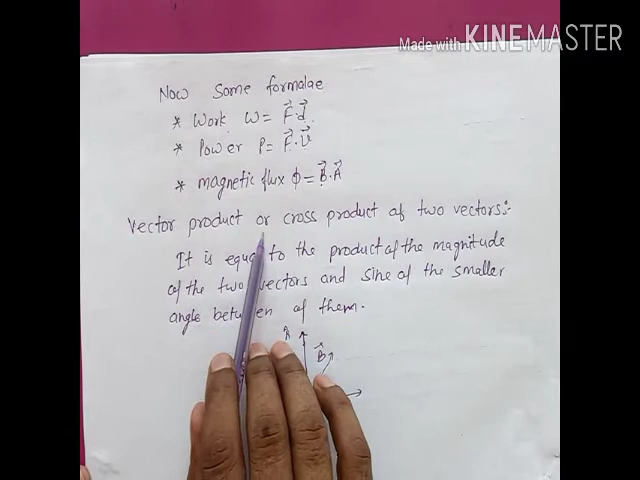 Made with KINEMASTER
Now Some formalae
* Work W = F⃗.d⃗.
* Power P = F⃗.V⃗
* magnetic flux ϕ = B⃗.A⃗
Vector product or cross product of two vectors:-
It is equal to the product of the magnitude
of the two vectors and sine of the smaller
angle between of them.
B⃗